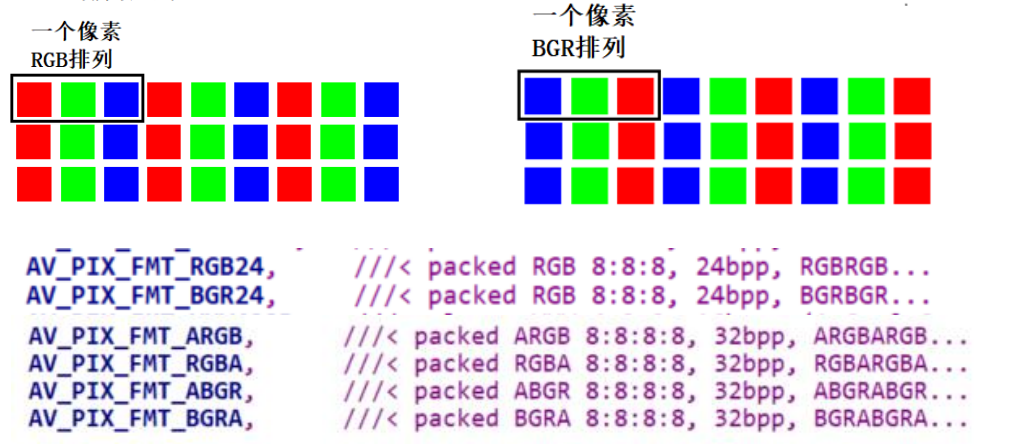 一个像素
RGB排列
一个像素
BGR排列
AV_PIX_FMT_RGB24, ///< packed RGB 8:8:8, 24bpp, RGBRGB...
AV_PIX_FMT_BGR24, ///< packed RGB 8:8:8, 24bpp, BGRBGR...
AV_PIX_FMT_ARGB, ///< packed ARGB 8:8:8:8, 32bpp, ARGBARGB...
AV_PIX_FMT_RGBA, ///< packed RGBA 8:8:8:8, 32bpp, RGBARGBA...
AV_PIX_FMT_ABGR, ///< packed ABGR 8:8:8:8, 32bpp, ABGRABGR...
AV_PIX_FMT_BGRA, ///< packed BGRA 8:8:8:8, 32bpp, BGRABGRA...